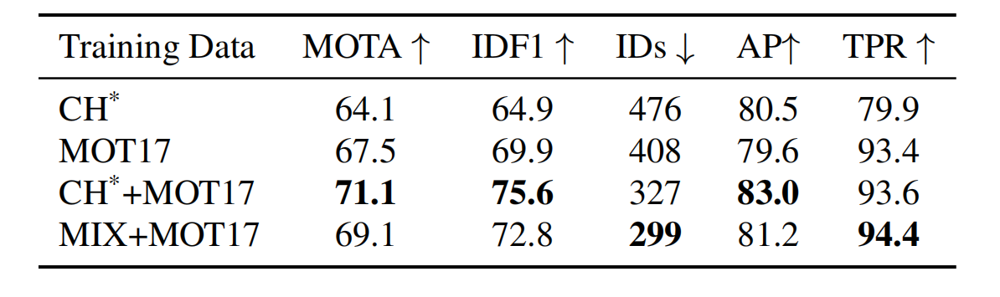 Training Data MOTA ↑ IDF1 ↑ IDs ↓ AP↑ TPR ↑
CH* 64.1 64.9 476 80.5 79.9
MOT17 67.5 69.9 408 79.6 93.4
CH*+MOT17 71.1 75.6 327 83.0 93.6
MIX+MOT17 69.1 72.8 299 81.2 94.4